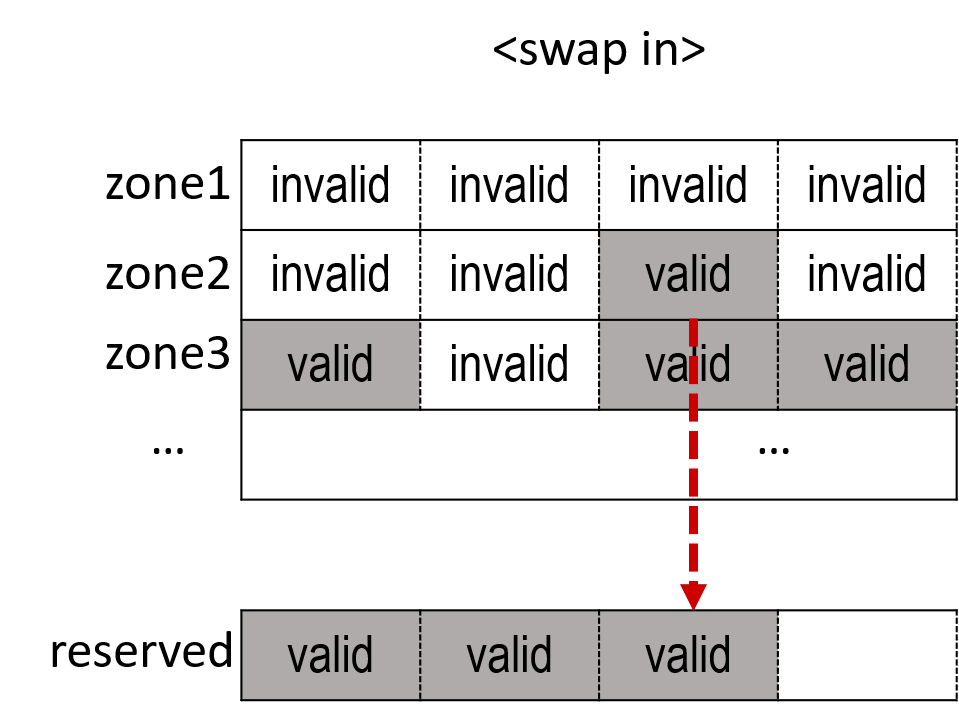 <swap in>
zone1 invalid invalid invalid invalid
zone2 invalid invalid valid invalid
zone3 valid invalid valid valid
... ...
reserved valid valid valid